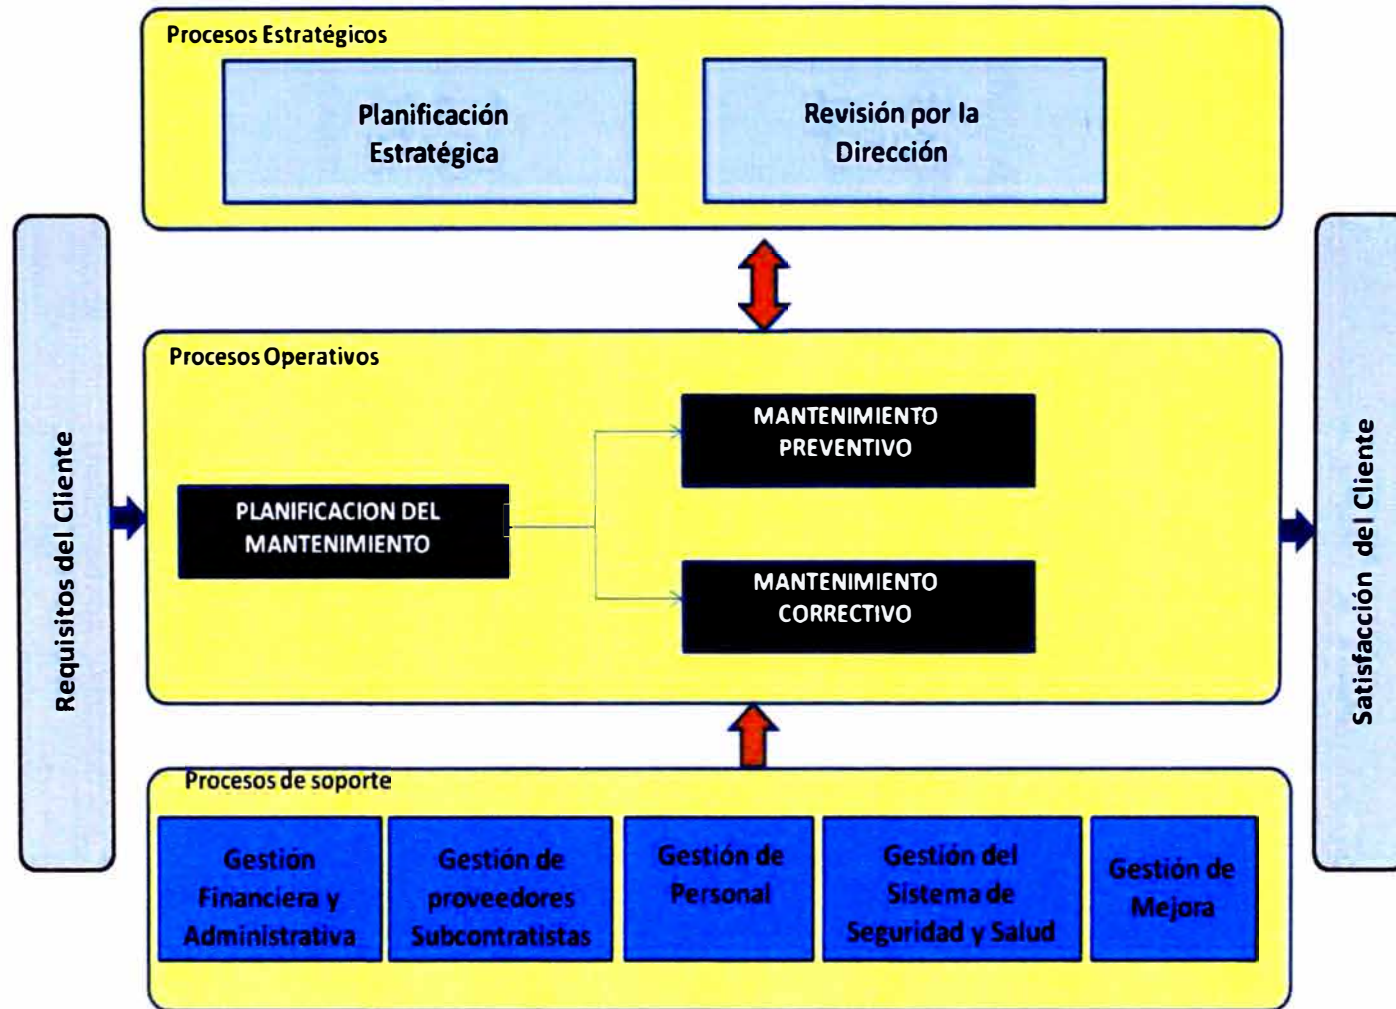 Procesos Estratégicos
Planificación
Estratégica
Revisión por la
Dirección
Requisitos del Cliente
Procesos Operativos
PLANIFICACION DEL
MANTENIMIENTO
MANTENIMIENTO
PREVENTIVO
MANTENIMIENTO
CORRECTIVO
Satisfacción del Cliente
Procesos de soporte
Gestión
Financiera y
Administrativa
Gestión de
proveedores
Subcontratistas
Gestión de
Personal
Gestión del
Sistema de
Seguridad y Salud
Gestión de
Mejora